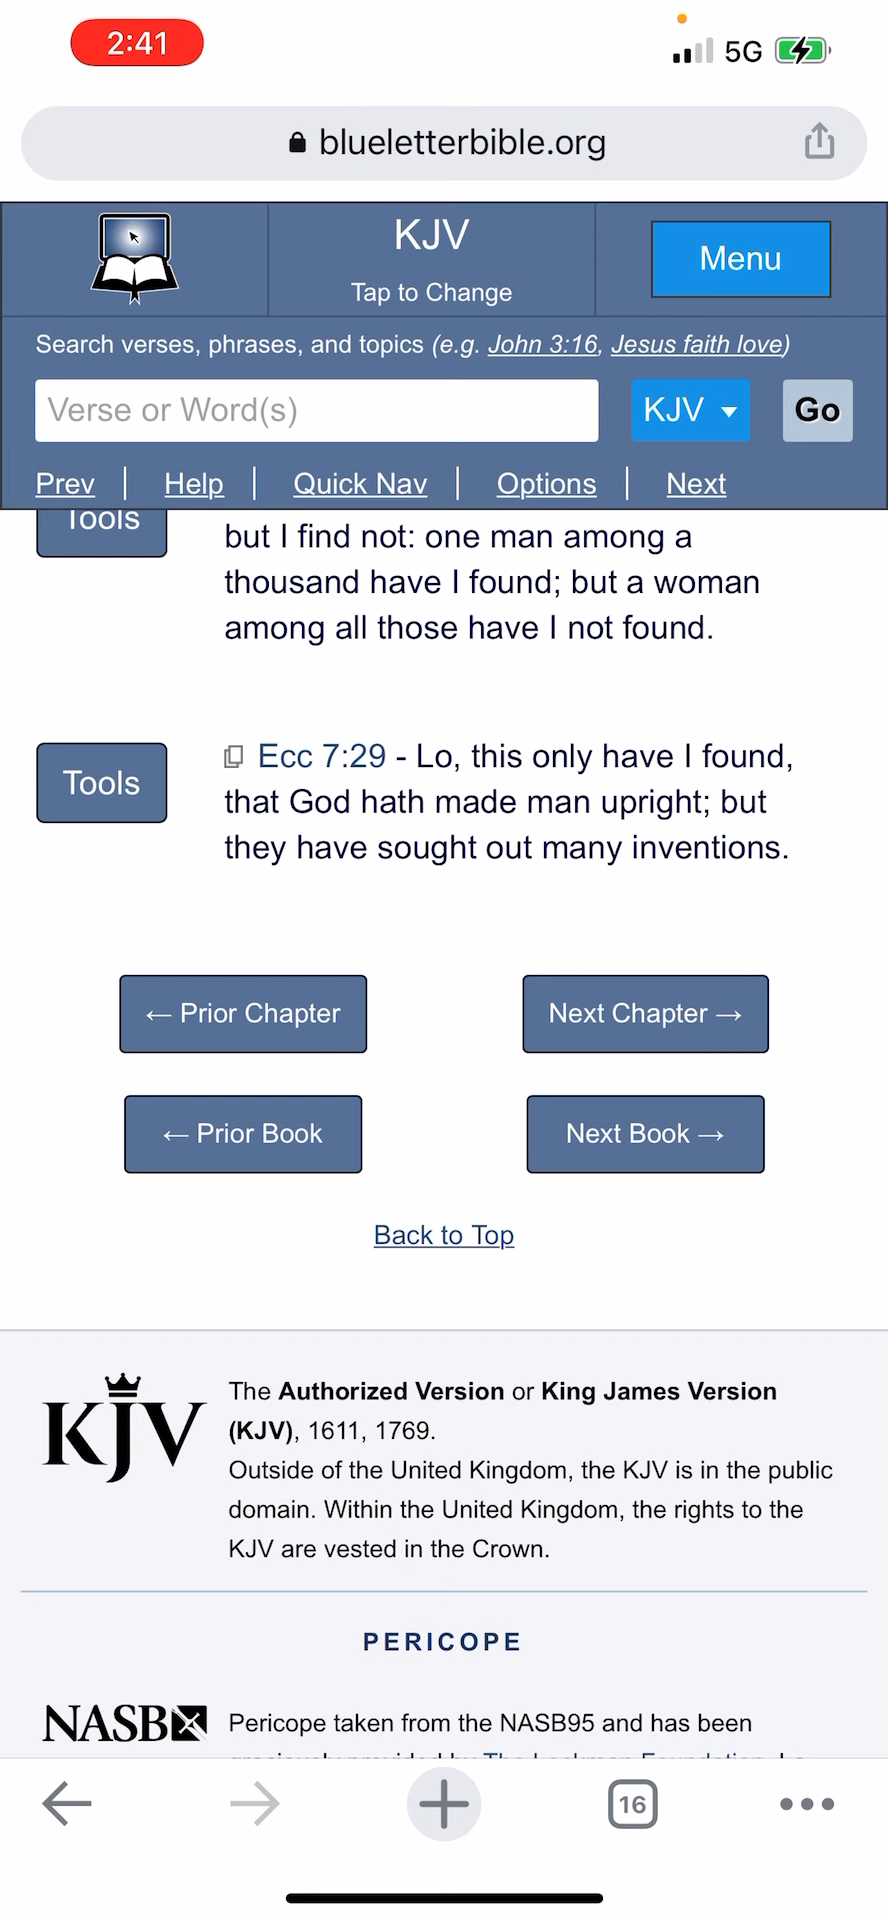 2:41
5G
blueletterbible.org
KJV
Tap to Change
Menu
Search verses, phrases, and topics (e.g. John 3:16, Jesus faith love)
Verse or Word(s)
KJV
Go
Prev | Help | Quick Nav | Options | Next
Tools
but I find not: one man among a
thousand have I found; but a woman
among all those have I not found.
Tools
Ecc 7:29 - Lo, this only have I found,
that God hath made man upright; but
they have sought out many inventions.
← Prior Chapter
Next Chapter →
← Prior Book
Next Book →
Back to Top
KJV
The Authorized Version or King James Version
(KJV), 1611, 1769.
Outside of the United Kingdom, the KJV is in the public
domain. Within the United Kingdom, the rights to the
KJV are vested in the Crown.
PERICOPE
NASB
Pericope taken from the NASB95 and has been
graciously provided by The Lockman Foundation.
16